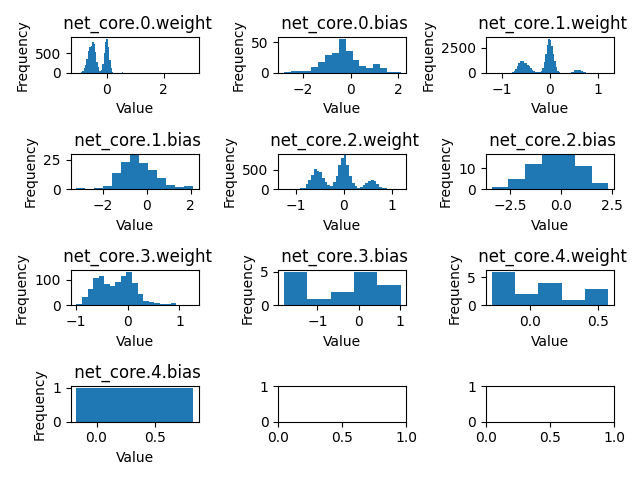 net_core.0.weight
net_core.0.bias
net_core.1.weight
Frequency
500
0
0
2
Value
Frequency
50
0
−2
0
2
Value
Frequency
2500
0
−1
0
1
Value
net_core.1.bias
net_core.2.weight
net_core.2.bias
Frequency
25
0
−2
0
2
Value
Frequency
500
0
−1
0
1
Value
Frequency
10
0
−2.5
0.0
2.5
Value
net_core.3.weight
net_core.3.bias
net_core.4.weight
Frequency
100
0
−1
0
1
Value
Frequency
5
0
−1
0
1
Value
Frequency
5
0
0.0
0.5
Value
net_core.4.bias
Frequency
1
0
0.0
0.5
Value
1
0
0.0
0.5
1.0
1
0
0.0
0.5
1.0